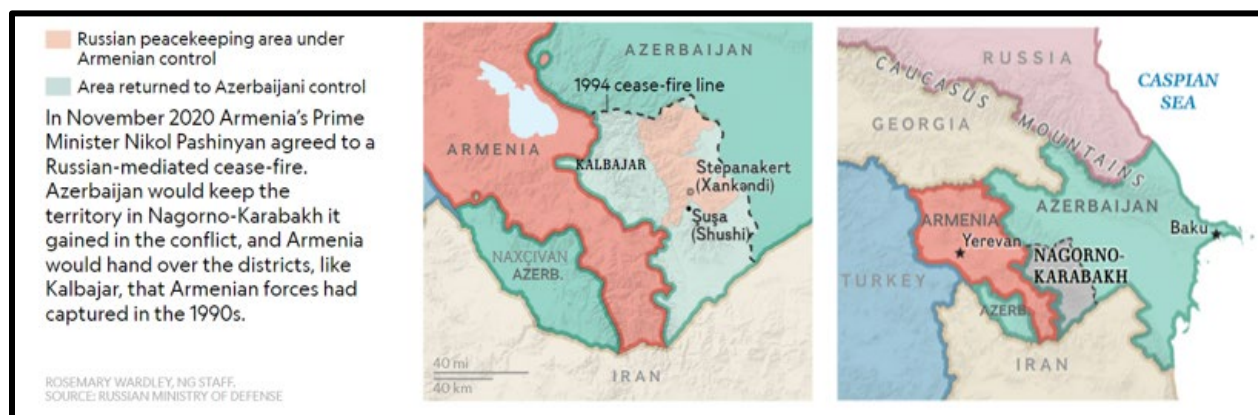 Russian peacekeeping area under
Armenian control
Area returned to Azerbaijani control
In November 2020 Armenia's Prime
Minister Nikol Pashinyan agreed to a
Russian-mediated cease-fire.
Azerbaijan would keep the
territory in Nagorno-Karabakh it
gained in the conflict, and Armenia
would hand over the districts, like
Kalbajar, that Armenian forces had
captured in the 1990s.
ROSEMARY WARDLEY, NG STAFF.
SOURCE: RUSSIAN MINISTRY OF DEFENSE
AZERBAIJAN
1994 cease-fire line
ARMENIA
KALBAJAR
Stepanakert
(Xankəndi)
Şuşa
(Shushi)
NAXÇIVAN
AZERB.
40 mi
40 km
IRAN
RUSSIA
CASPIAN
SEA
CAUCASUS MOUNTAINS
GEORGIA
AZERBAIJAN
ARMENIA
Baku
Yerevan
NAGORNO-
KARABAKH
TURKEY
AZERB.
IRAN